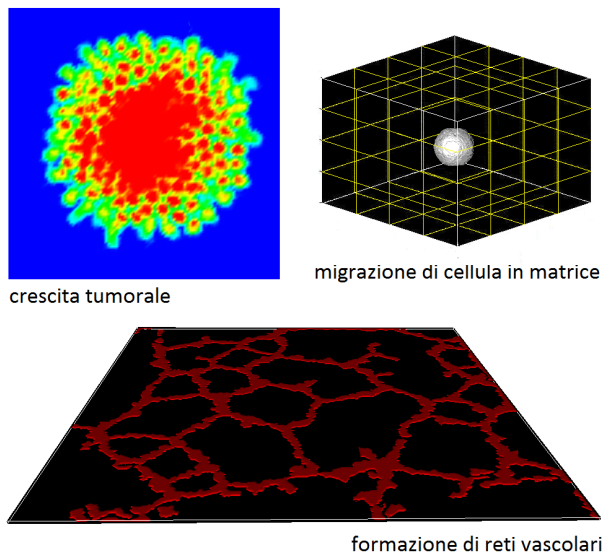 migrazione di cellula in matrice
crescita tumorale
formazione di reti vascolari